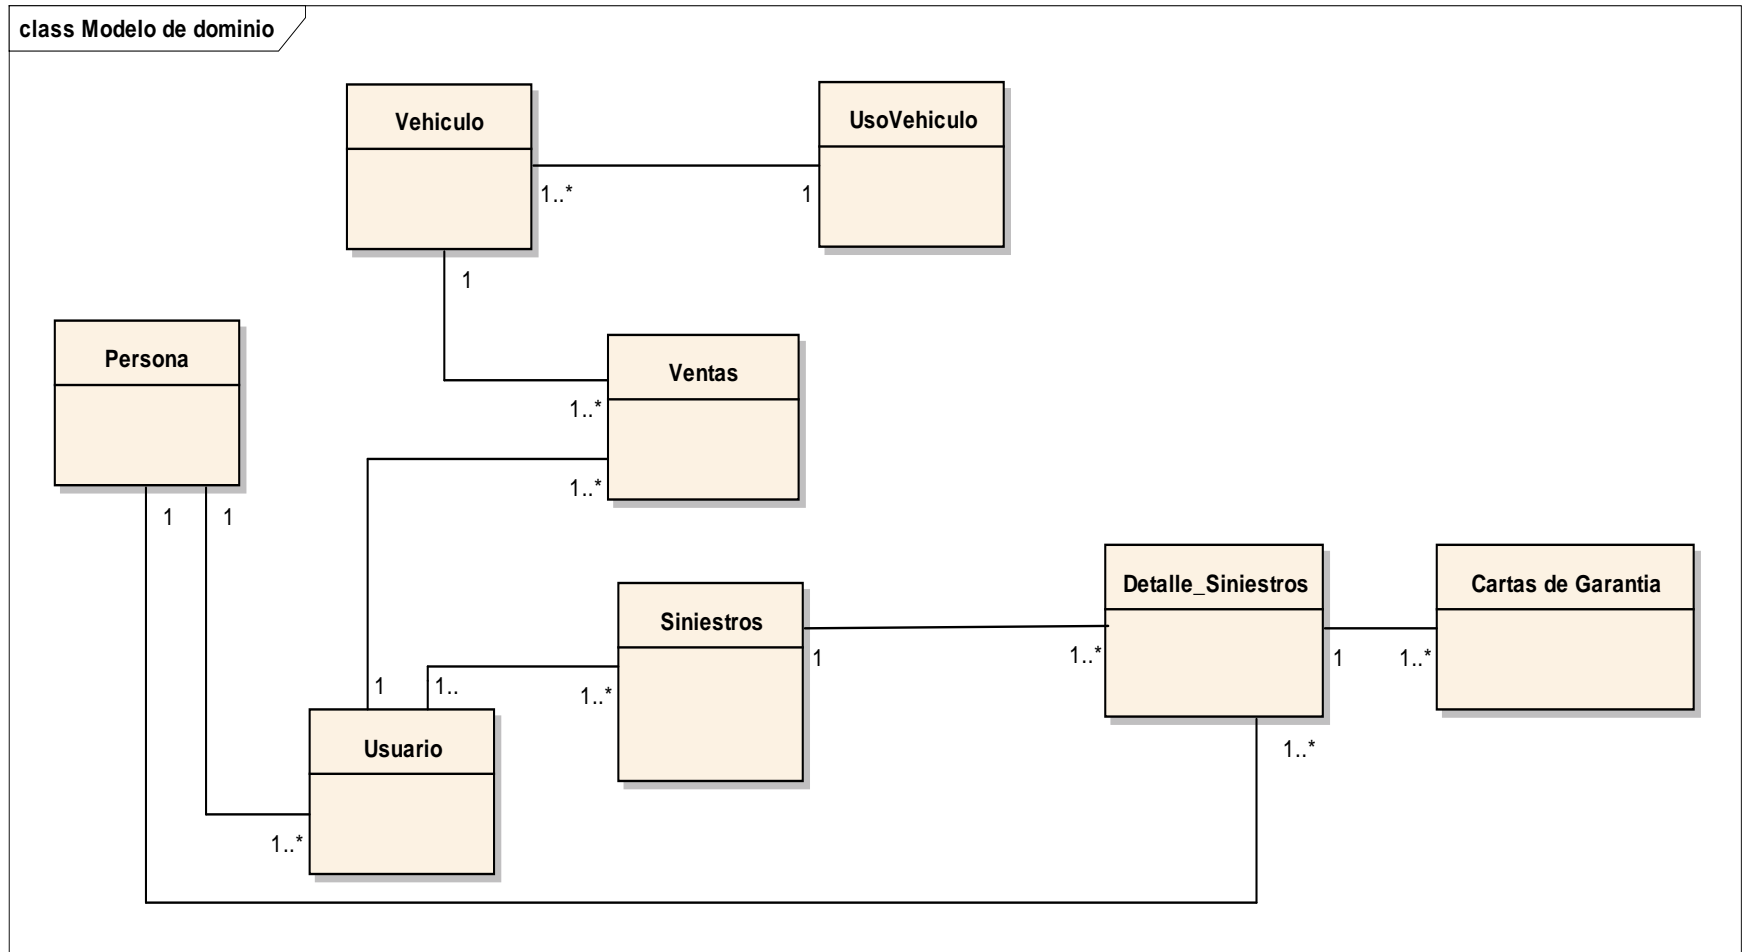 class Modelo de dominio
Vehiculo
UsoVehiculo
1..*
1
1
Persona
Ventas
1..*
1..*
1
1
Detalle_Siniestros
Cartas de Garantia
Siniestros
1
1..*
1
1..*
1
1..
1..*
Usuario
1..*
1..*